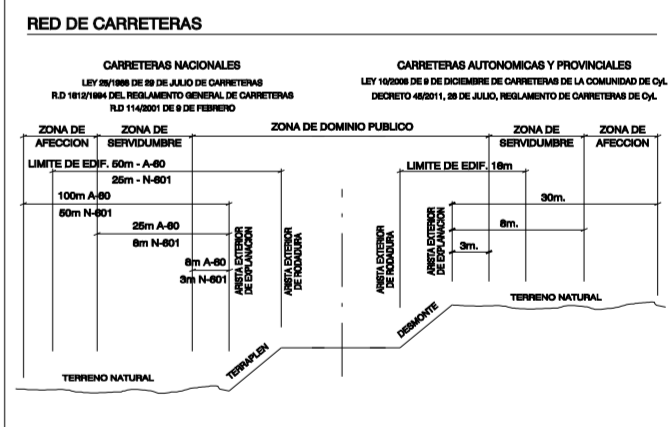 RED DE CARRETERAS
CARRETERAS NACIONALES
LEY 25/1988 DE 29 DE JULIO DE CARRETERAS
R.D 1812/1994 DEL REGLAMENTO GENERAL DE CARRETERAS
R.D 114/2001 DE 9 DE FEBRERO
CARRETERAS AUTONOMICAS Y PROVINCIALES
LEY 10/2008 DE 9 DE DICIEMBRE DE CARRETERAS DE LA COMUNIDAD DE CyL
DECRETO 45/2011, 28 DE JULIO, REGLAMENTO DE CARRETERAS DE CyL
ZONA DE
AFECCION
ZONA DE
SERVIDUMBRE
ZONA DE DOMINIO PUBLICO
ZONA DE
SERVIDUMBRE
ZONA DE
AFECCION
LIMITE DE EDIF. 50m - A-60
25m - N-601
LIMITE DE EDIF. 18m
100m A-60
50m N-601
30m.
25m A-60
8m N-601
8m.
8m A-60
3m N-601
3m.
ARISTA EXTERIOR
DE EXPLANACION
ARISTA EXTERIOR
DE RODADURA
ARISTA EXTERIOR
DE RODADURA
ARISTA EXTERIOR
DE EXPLANACION
TERRENO NATURAL
DESMONTE
TERRAPLEN
TERRENO NATURAL